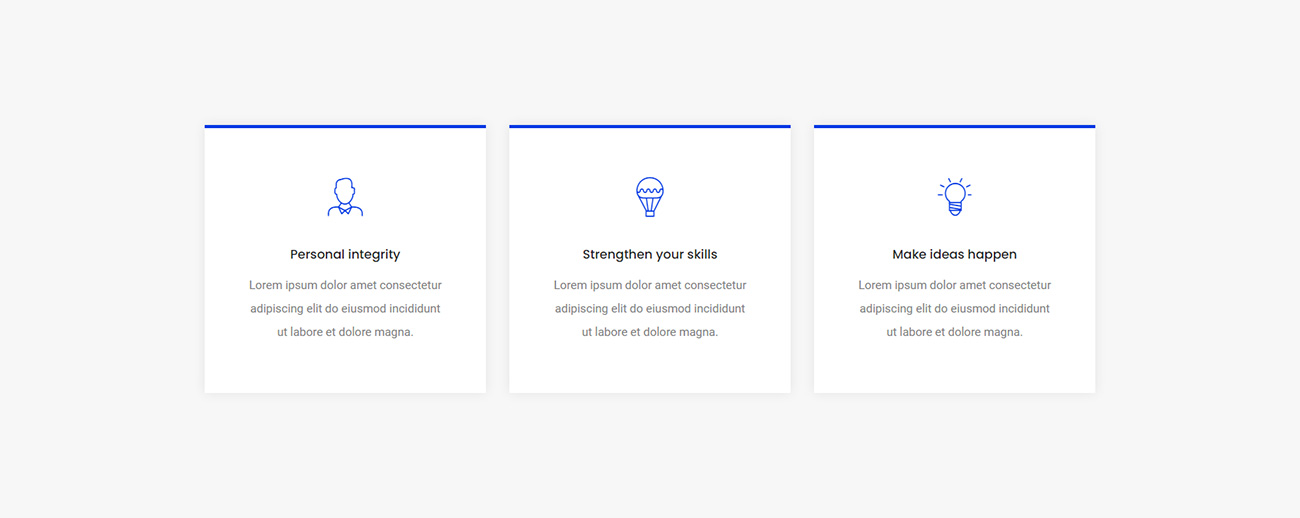 Personal integrity
Lorem ipsum dolor amet consectetur
adipiscing elit do eiusmod incididunt
ut labore et dolore magna.
Strengthen your skills
Lorem ipsum dolor amet consectetur
adipiscing elit do eiusmod incididunt
ut labore et dolore magna.
Make ideas happen
Lorem ipsum dolor amet consectetur
adipiscing elit do eiusmod incididunt
ut labore et dolore magna.